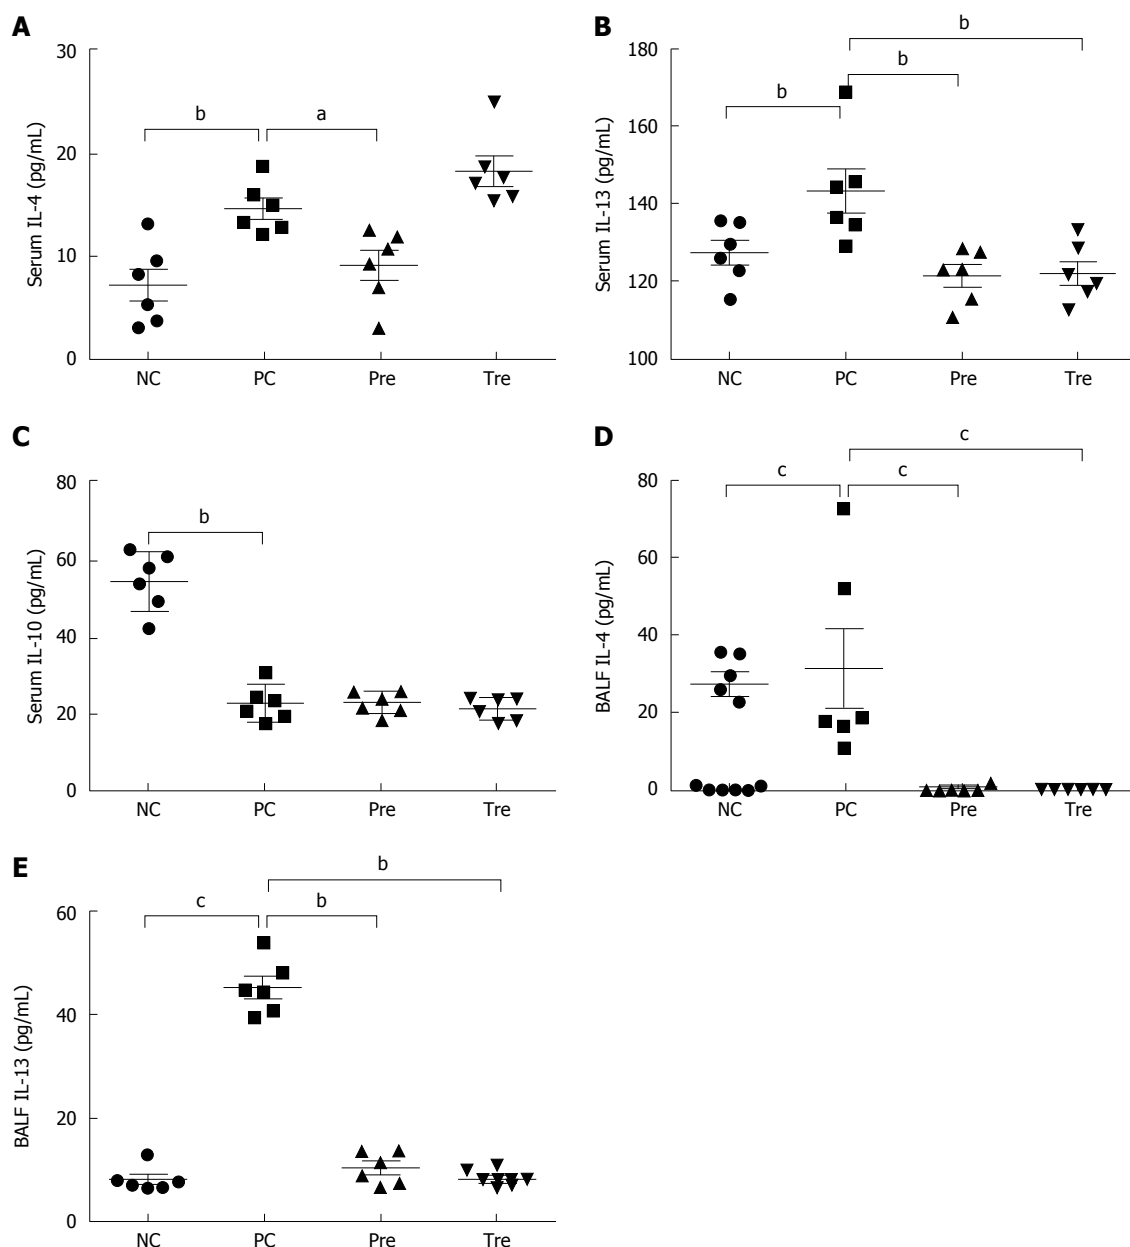 A
30
20
10
0
Serum IL-4 (pg/mL)
b
a
NC PC Pre Tre
B
180
160
140
120
100
Serum IL-13 (pg/mL)
b
b
b
NC PC Pre Tre
C
80
60
40
20
0
Serum IL-10 (pg/mL)
b
NC PC Pre Tre
D
80
60
40
20
0
BALF IL-4 (pg/mL)
c
c
c
NC PC Pre Tre
E
60
40
20
0
BALF IL-13 (pg/mL)
b
c
b
NC PC Pre Tre